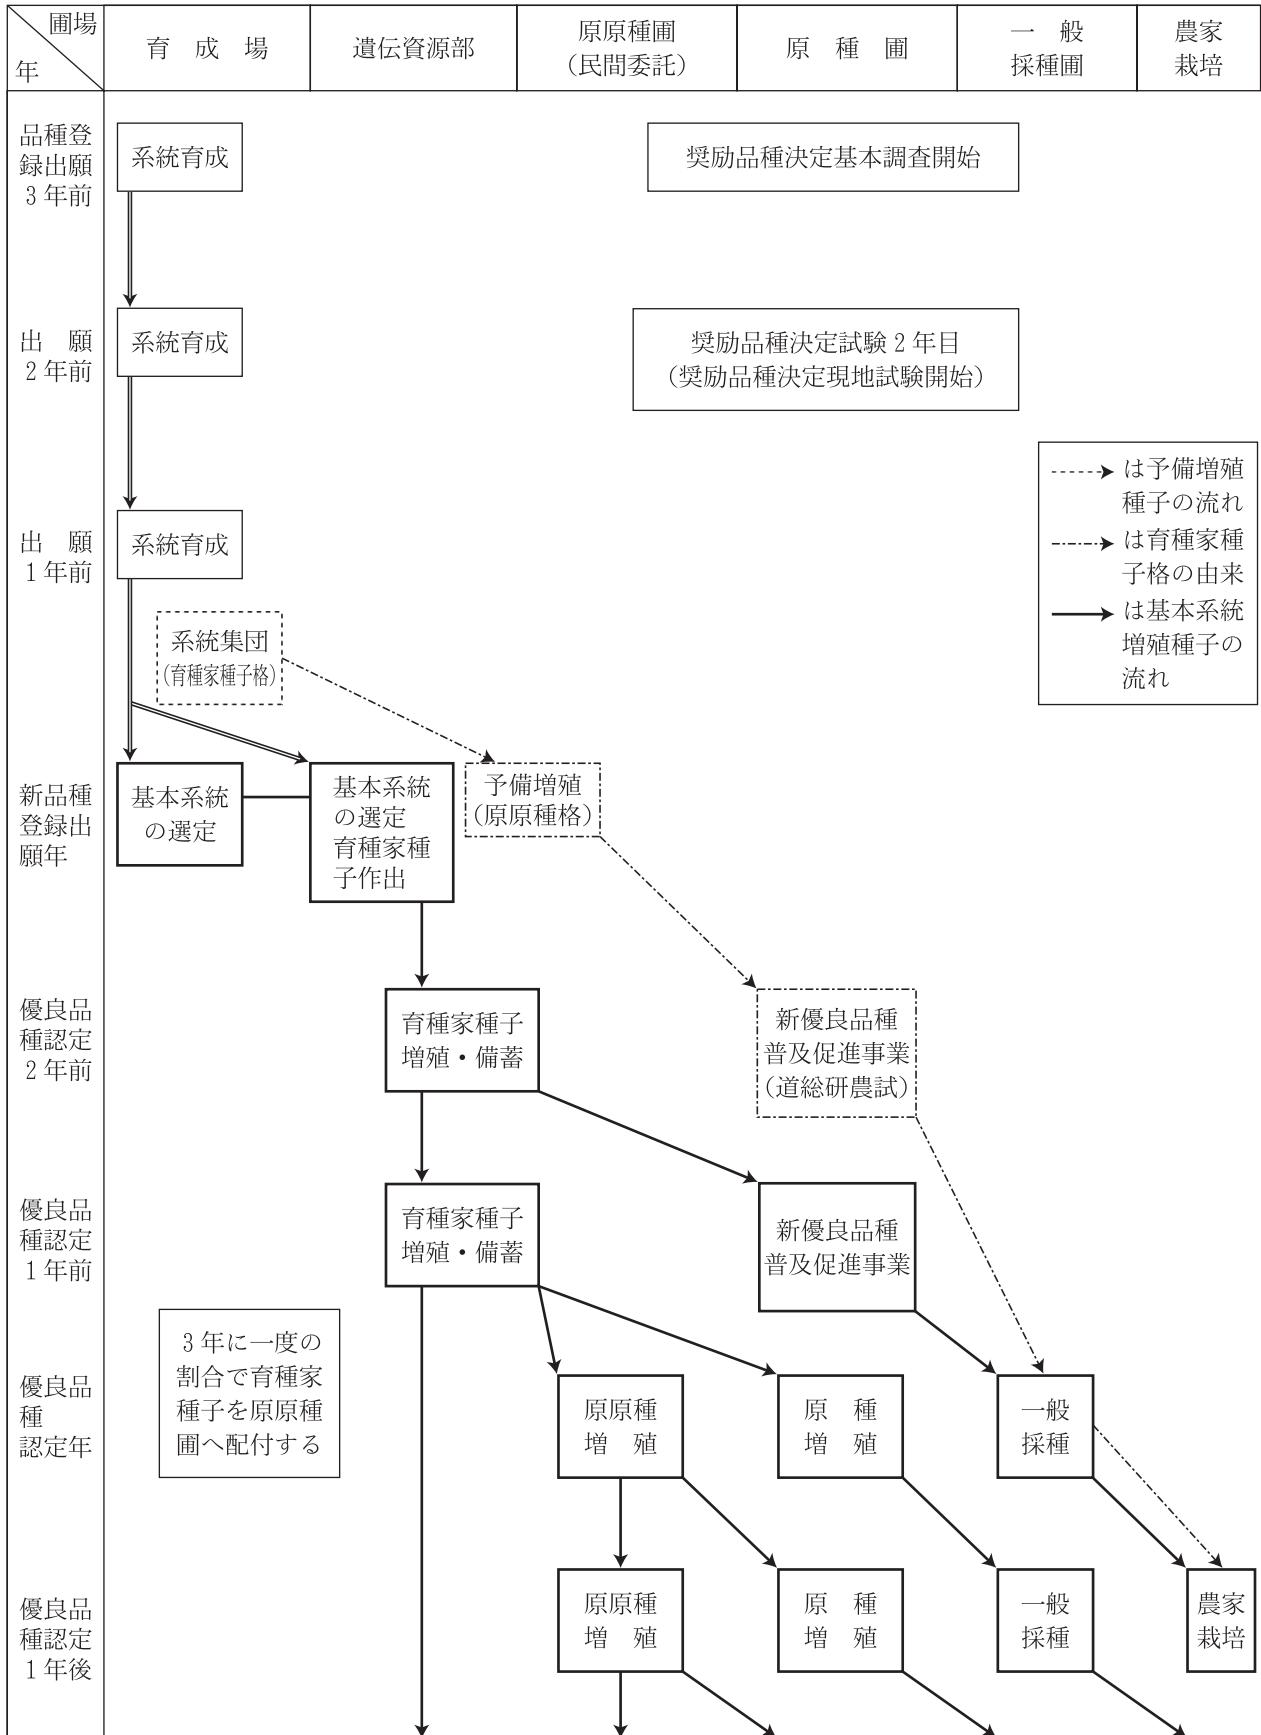 圃場
年
育　成　場
遺伝資源部
原原種圃
（民間委託）
原　種　圃
一　般
採種圃
農家
栽培
品種登
録出願
3年前
系統育成
奨励品種決定基本調査開始
出　願
2年前
系統育成
奨励品種決定試験2年目
（奨励品種決定現地試験開始）
は予備増殖
種子の流れ
は育種家種
子格の由来
は基本系統
増殖種子の
流れ
出　願
1年前
系統育成
系統集団
（育種家種子格）
新品種
登録出
願年
基本系統
の選定
基本系統
の選定
育種家種
子作出
予備増殖
（原原種格）
優良品
種認定
2年前
育種家種子
増殖・備蓄
新優良品種
普及促進事業
（道総研農試）
優良品
種認定
1年前
育種家種子
増殖・備蓄
新優良品種
普及促進事業
3年に一度の
割合で育種家
種子を原原種
圃へ配付する
優良品
種
認定年
原原種
増　殖
原　種
増　殖
一般
採種
優良品
種認定
1年後
原原種
増　殖
原　種
増　殖
一般
採種
農家
栽培